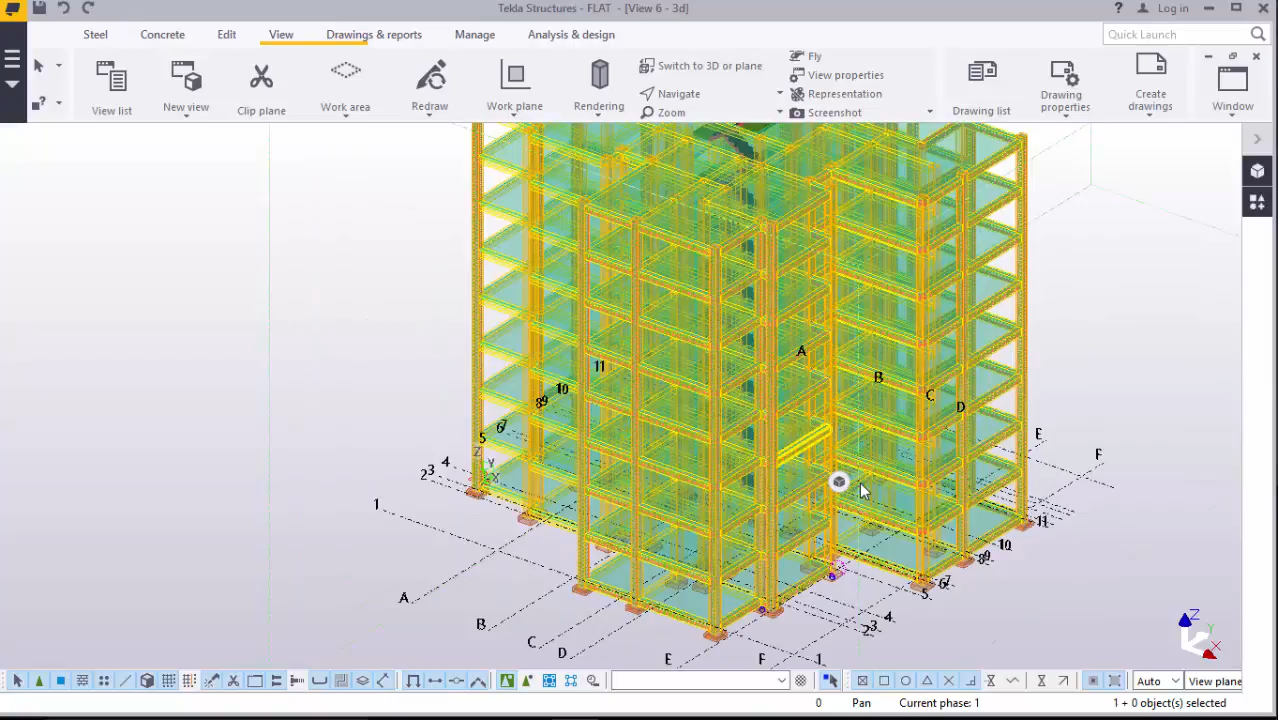 Tekla Structures - FLAT - [View 6 - 3d]
? Log in
Steel Concrete Edit View Drawings & reports Manage Analysis & design
Quick Launch
View list
New view
Clip plane
Work area
Redraw
Work plane
Rendering
Switch to 3D or plane
Navigate
Zoom
Fly
View properties
Representation
Screenshot
Drawing list
Drawing properties
Create drawings
Window
A
B
C
D
E
F
11
10
89
67
5
4
23
1
Z
Y
X
A
B
C
D
E
F
1
23
4
5
67
89
10
11
Z
Y
X
Auto
View plane
0
Pan
Current phase: 1
1 + 0 object(s) selected